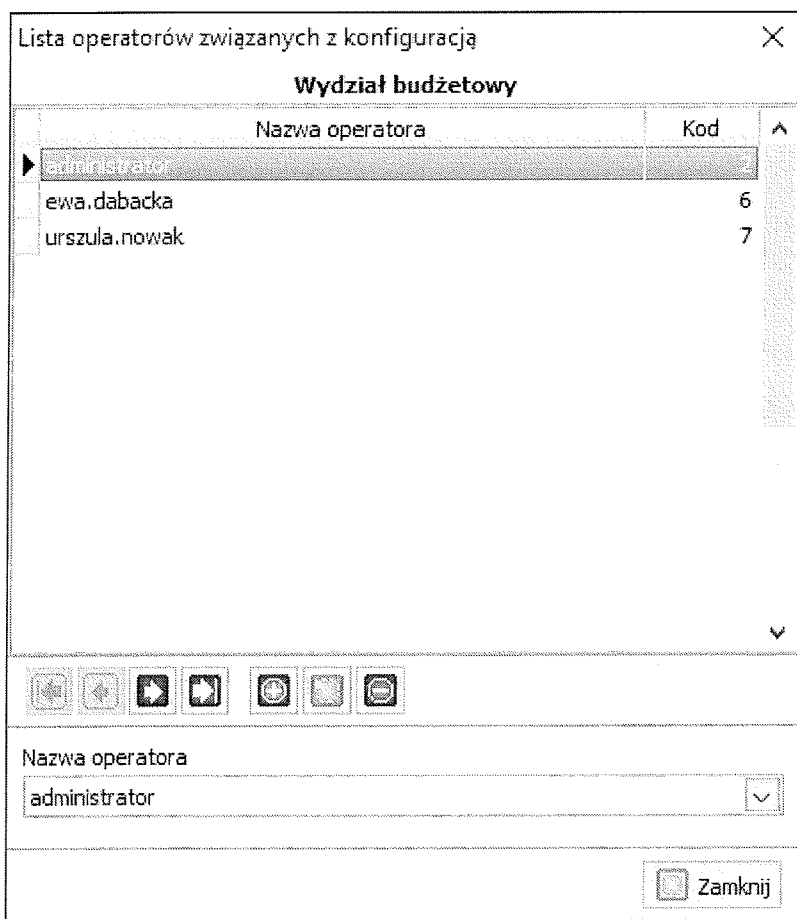 Lista operatorów związanych z konfiguracją
Wydział budżetowy
Nazwa operatora Kod
administrator
ewa.dabacka 6
urszula.nowak 7
Nazwa operatora
administrator
Zamknij